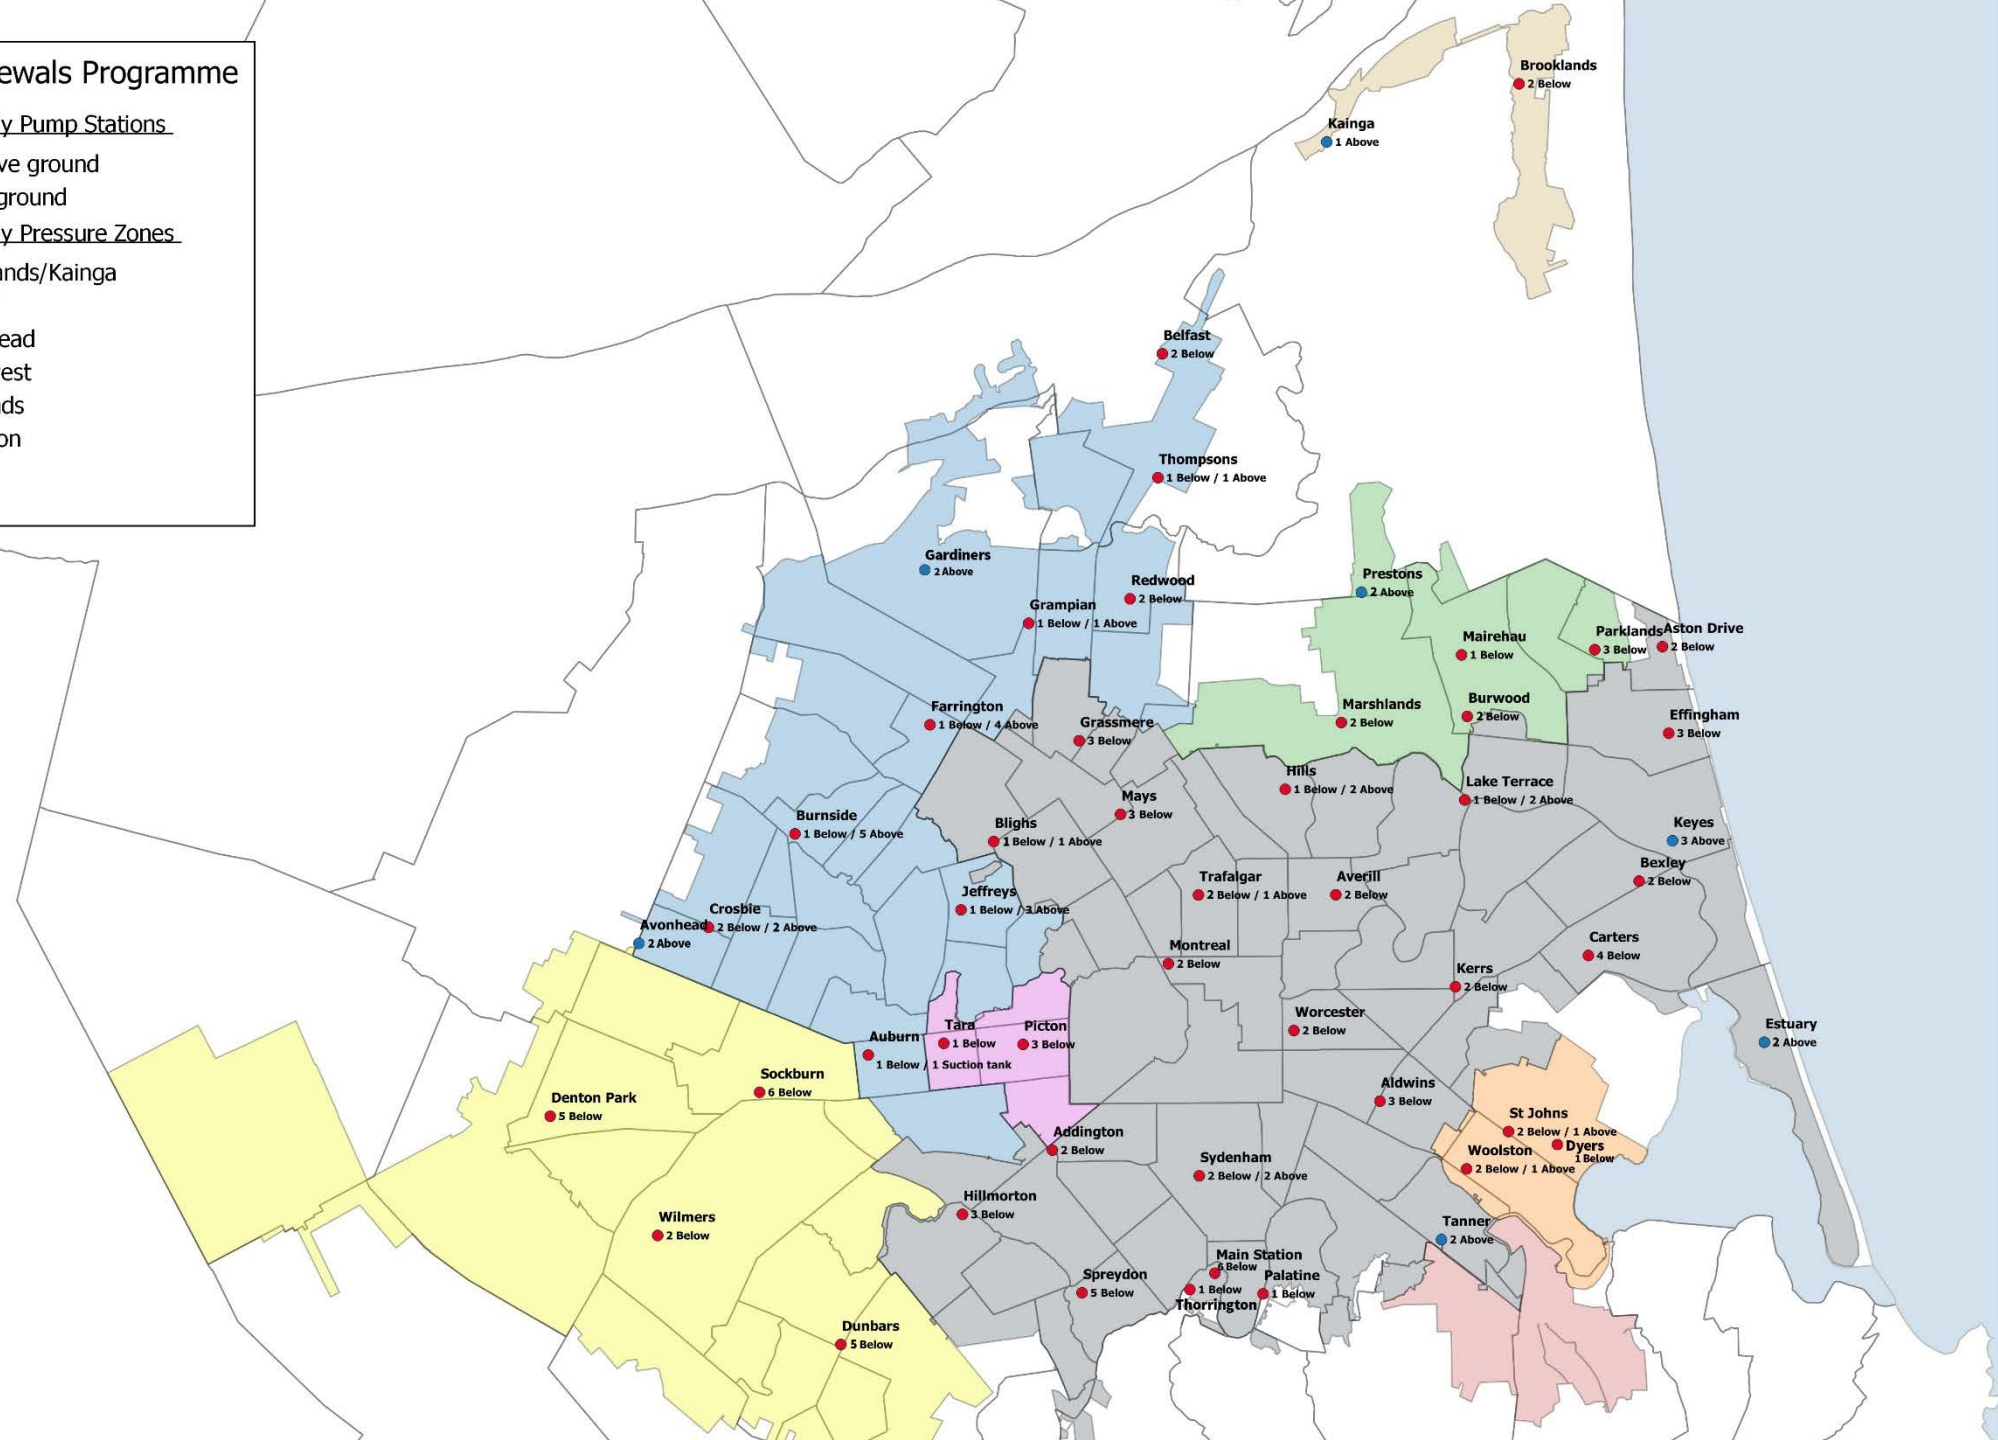 ewals Programme
y Pump Stations
ve ground
ground
y Pressure Zones
ands/Kainga
ead
est
ds
on
Brooklands
2 Below
Kainga
1 Above
Belfast
2 Below
Thompsons
1 Below / 1 Above
Gardiners
2 Above
Redwood
2 Below
Grampian
1 Below / 1 Above
Prestons
2 Above
Mairehau
1 Below
Parklands
3 Below
Aston Drive
2 Below
Farrington
1 Below / 4 Above
Grassmere
3 Below
Marshlands
2 Below
Burwood
2 Below
Effingham
3 Below
Hills
1 Below / 2 Above
Lake Terrace
1 Below / 2 Above
Mays
3 Below
Burnside
1 Below / 5 Above
Blighs
1 Below / 1 Above
Keyes
3 Above
Bexley
2 Below
Trafalgar
2 Below / 1 Above
Averill
2 Below
Jeffreys
1 Below / 3 Above
Crosbie
2 Below / 2 Above
Avonhead
2 Above
Carters
4 Below
Montreal
2 Below
Kerrs
2 Below
Worcester
2 Below
Estuary
2 Above
Auburn
1 Below / 1 Suction tank
Tara
1 Below
Picton
3 Below
Sockburn
6 Below
Denton Park
5 Below
Aldwins
3 Below
St Johns
2 Below / 1 Above
Dyers
1 Below
Woolston
2 Below / 1 Above
Addington
2 Below
Sydenham
2 Below / 2 Above
Hillmorton
3 Below
Wilmers
2 Below
Tanner
2 Above
Main Station
6 Below
Palatine
1 Below
1 Below
Thorrington
Spreydon
5 Below
Dunbars
5 Below